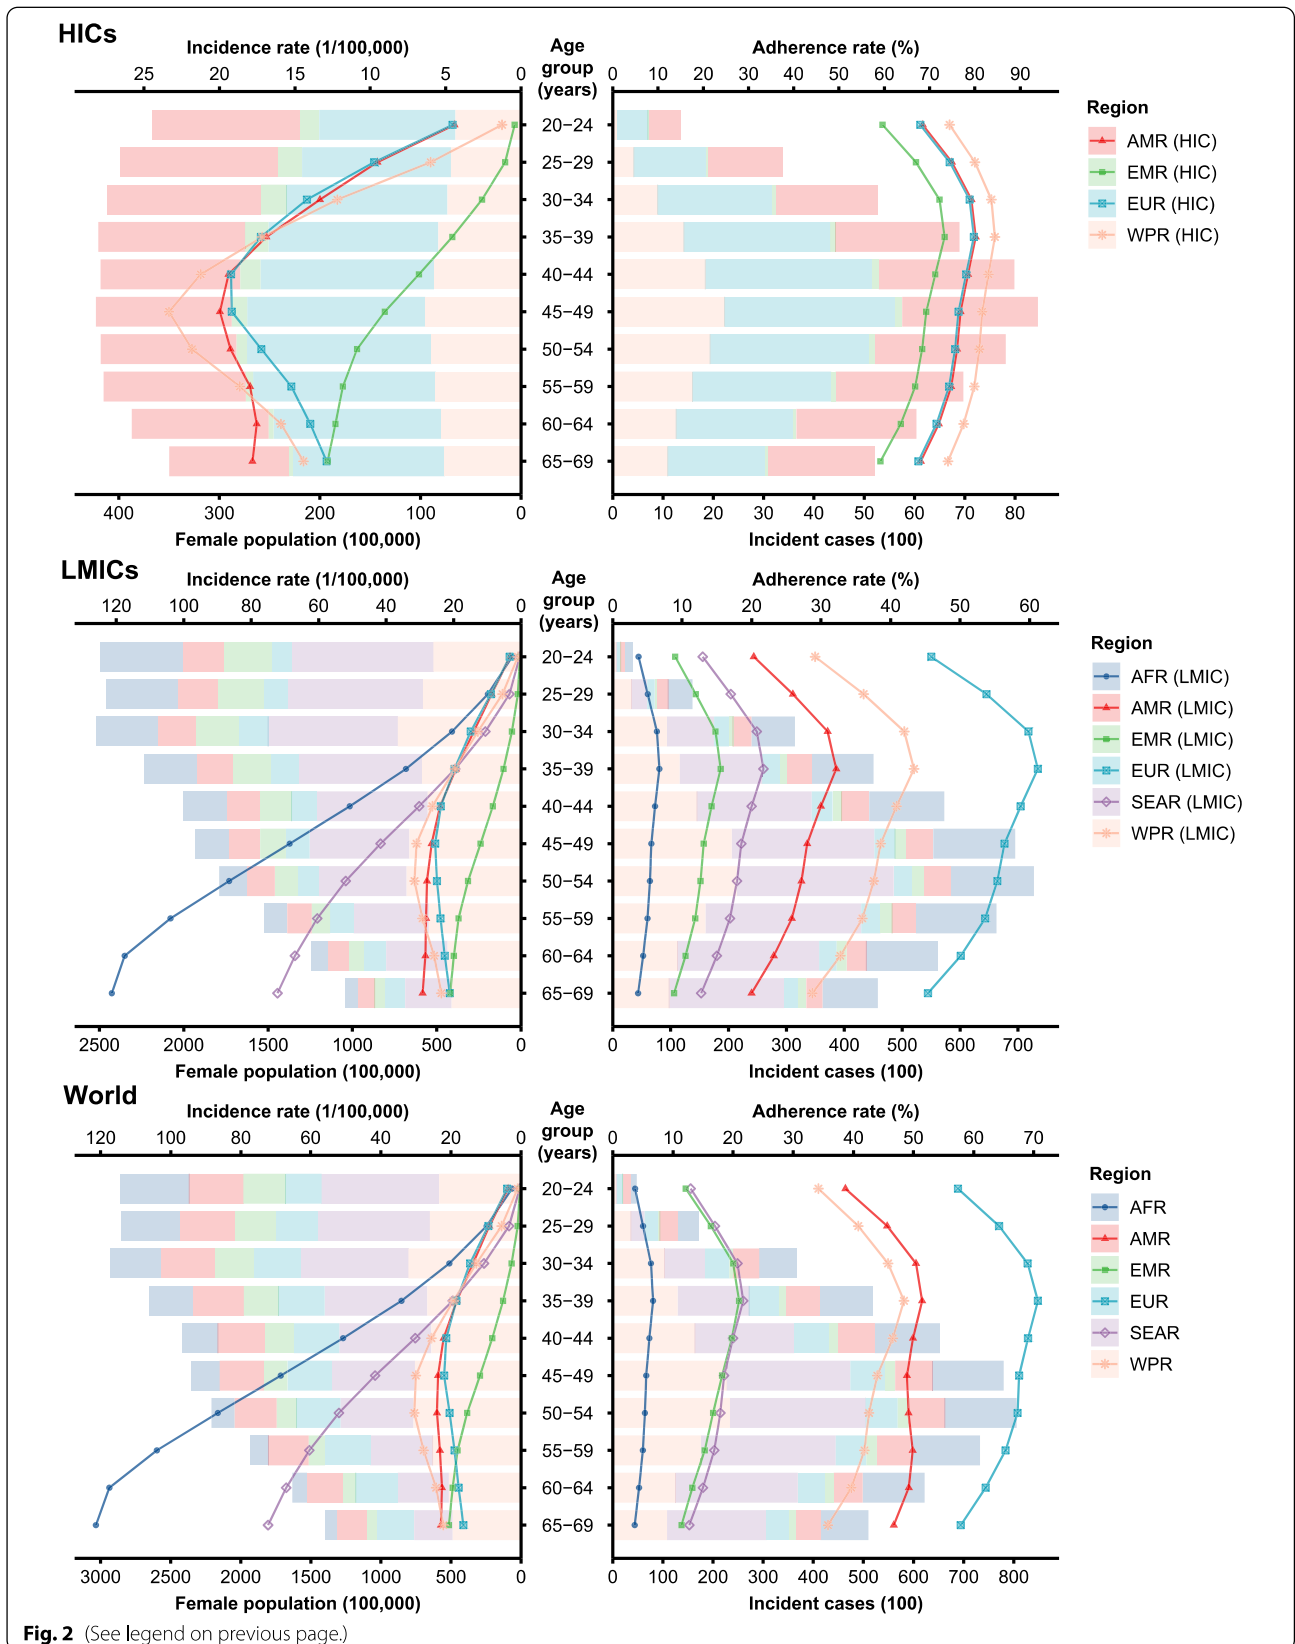 HICs
Incidence rate (1/100,000)
25 20 15 10 5 0
Age
group
(years)
Adherence rate (%)
0 10 20 30 40 50 60 70 80 90
20–24
25–29
30–34
35–39
40–44
45–49
50–54
55–59
60–64
65–69
400 300 200 100 0
Female population (100,000)
0 10 20 30 40 50 60 70 80
Incident cases (100)
Region
AMR (HIC)
EMR (HIC)
EUR (HIC)
WPR (HIC)
LMICs
Incidence rate (1/100,000)
120 100 80 60 40 20 0
Age
group
(years)
Adherence rate (%)
0 10 20 30 40 50 60
20–24
25–29
30–34
35–39
40–44
45–49
50–54
55–59
60–64
65–69
2500 2000 1500 1000 500 0
Female population (100,000)
0 100 200 300 400 500 600 700
Incident cases (100)
Region
AFR (LMIC)
AMR (LMIC)
EMR (LMIC)
EUR (LMIC)
SEAR (LMIC)
WPR (LMIC)
World
Incidence rate (1/100,000)
120 100 80 60 40 20 0
Age
group
(years)
Adherence rate (%)
0 10 20 30 40 50 60 70
20–24
25–29
30–34
35–39
40–44
45–49
50–54
55–59
60–64
65–69
3000 2500 2000 1500 1000 500 0
Female population (100,000)
0 100 200 300 400 500 600 700 800
Incident cases (100)
Region
AFR
AMR
EMR
EUR
SEAR
WPR
Fig. 2 (See legend on previous page.)